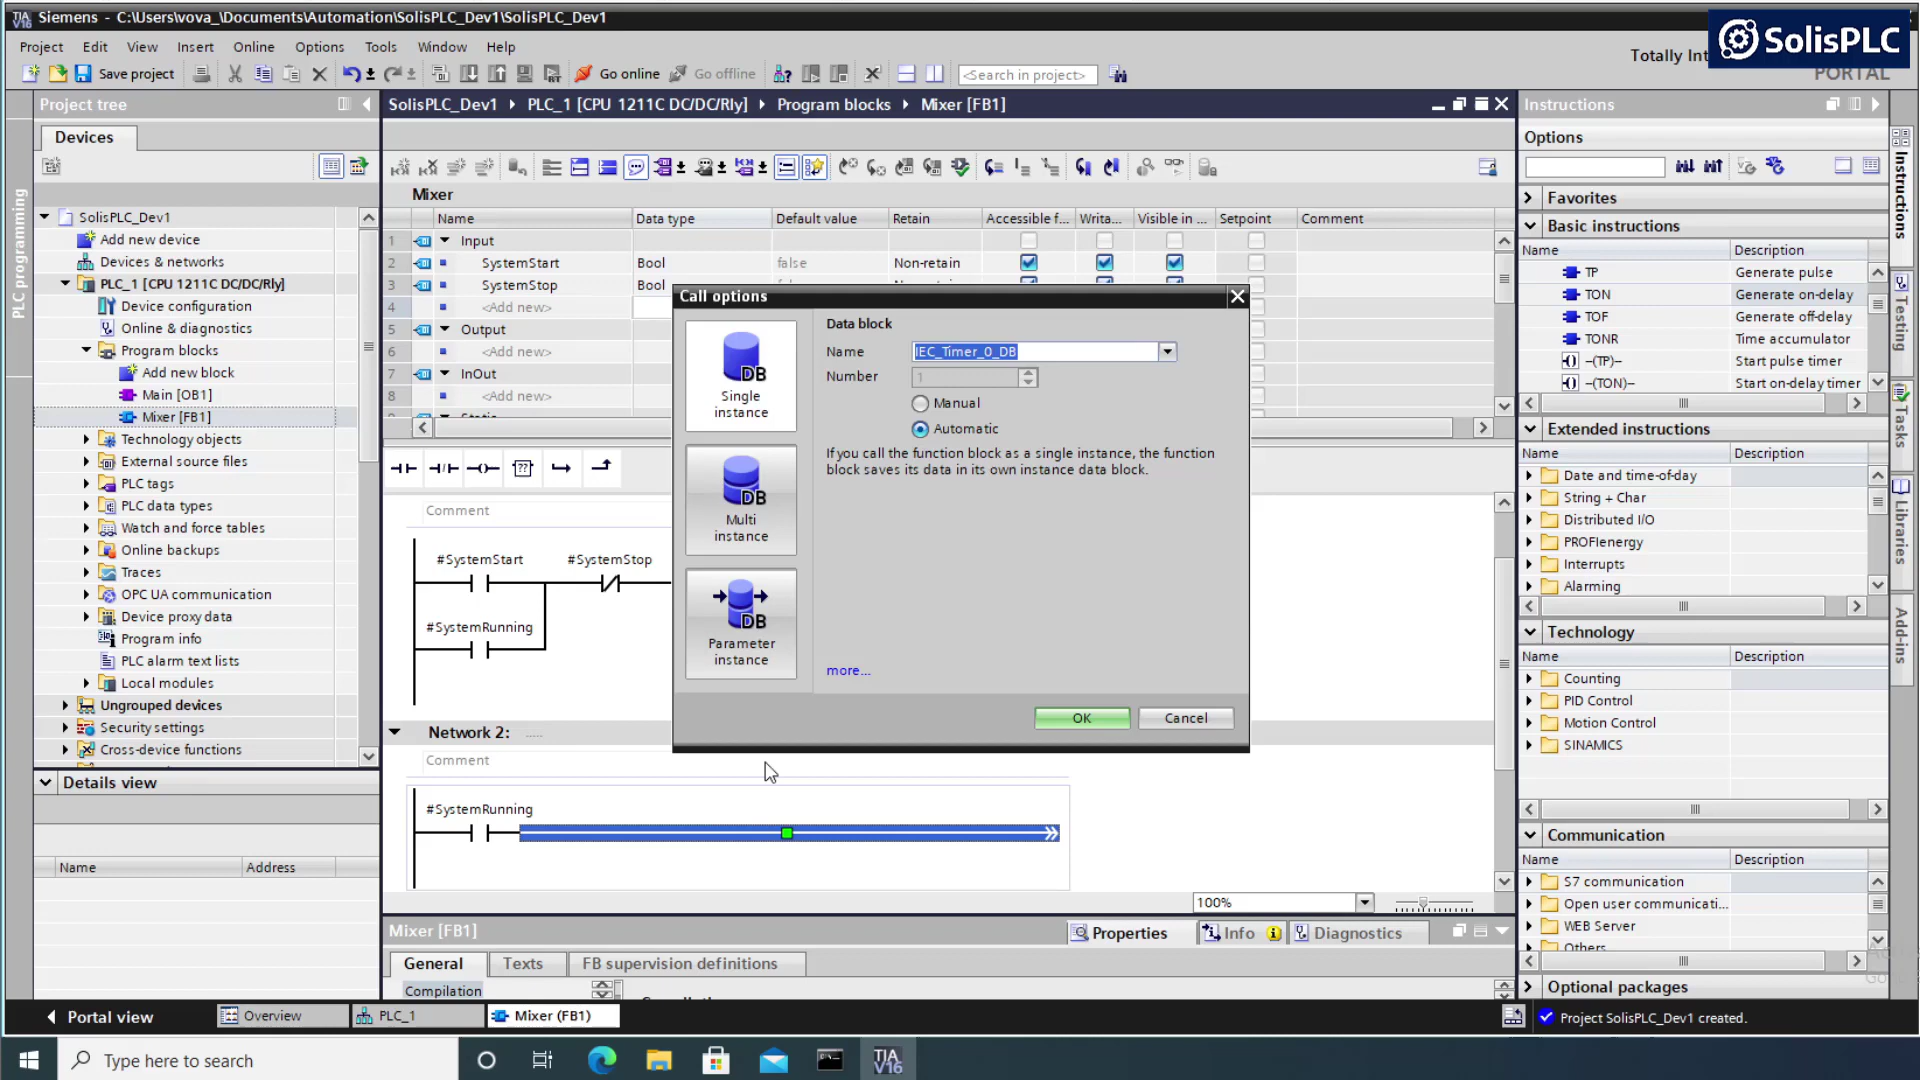 Siemens - C:\Users\vova_\Documents\Automation\SolisPLC_Dev1\SolisPLC_Dev1
SolisPLC
Project Edit View Insert Online Options Tools Window Help
Totally Int
PORTAL
Save project
Go online
Go offline
<Search in project>
Project tree
Devices
PLC programming
SolisPLC_Dev1
Add new device
Devices & networks
PLC_1 [CPU 1211C DC/DC/Rly]
Device configuration
Online & diagnostics
Program blocks
Add new block
Main [OB1]
Mixer [FB1]
Technology objects
External source files
PLC tags
PLC data types
Watch and force tables
Online backups
Traces
OPC UA communication
Device proxy data
Program info
PLC alarm text lists
Local modules
Ungrouped devices
Security settings
Cross-device functions
Details view
Name Address
SolisPLC_Dev1 PLC_1 [CPU 1211C DC/DC/Rly] Program blocks Mixer [FB1]
Mixer
Name Data type Default value Retain Accessible f... Writa... Visible in ... Setpoint Comment
1 Input
2 SystemStart Bool false Non-retain
3 SystemStop Bool
4 <Add new>
5 Output
6 <Add new>
7 InOut
8 <Add new>
Comment
#SystemStart
#SystemStop
#SystemRunning
Network 2: .....
Comment
#SystemRunning
100%
Call options
DB
Single instance
DB
Multi instance
DB
Parameter instance
Data block
Name IEC_Timer_0_DB
Number 1
Manual
Automatic
If you call the function block as a single instance, the function
block saves its data in its own instance data block.
more...
OK Cancel
Mixer [FB1]
Properties Info Diagnostics
General Texts FB supervision definitions
Compilation
Instructions
Options
Favorites
Basic instructions
Name Description
TP Generate pulse
TON Generate on-delay
TOF Generate off-delay
TONR Time accumulator
-(TP)- Start pulse timer
-(TON)- Start on-delay timer
Extended instructions
Name Description
Date and time-of-day
String + Char
Distributed I/O
PROFIenergy
Interrupts
Alarming
Technology
Name Description
Counting
PID Control
Motion Control
SINAMICS
Communication
Name Description
S7 communication
Open user communicati...
WEB Server
Others
Optional packages
Instructions
Testing
Tasks
Libraries
Add-ins
Portal view Overview PLC_1 Mixer (FB1)
Project SolisPLC_Dev1 created.
Type here to search
TIA
V16